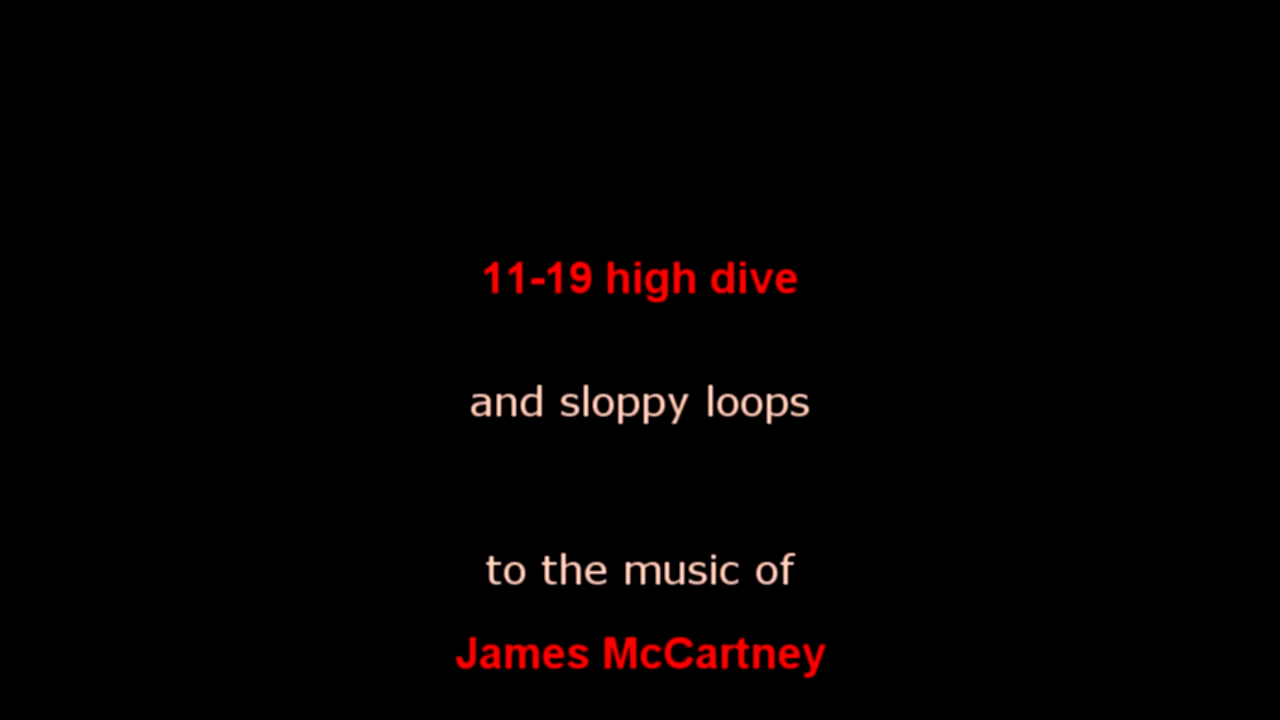 11-19 high dive
and sloppy loops
to the music of
James McCartney